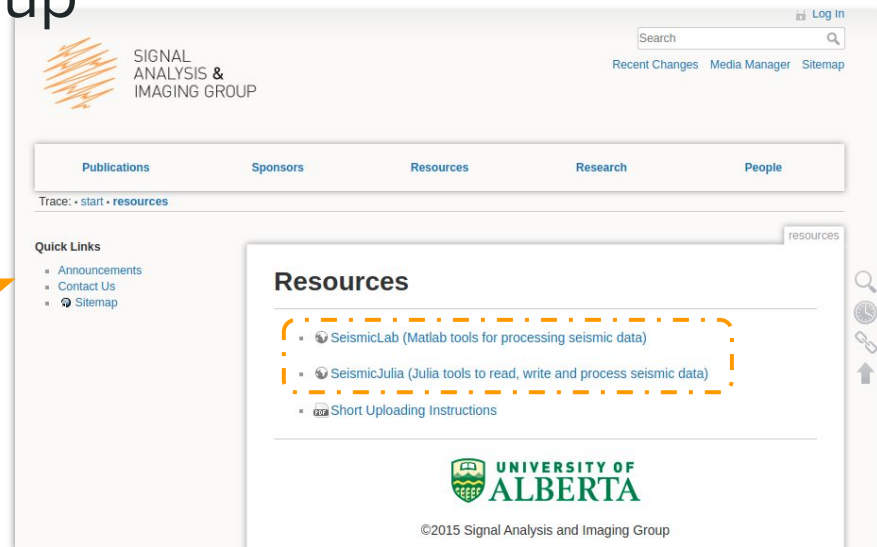 up
Log In
SIGNAL
ANALYSIS &
IMAGING GROUP
Search
Recent Changes Media Manager Sitemap
Publications Sponsors Resources Research People
Trace: • start • resources
resources
Quick Links
Announcements
Contact Us
Sitemap
Resources
SeismicLab (Matlab tools for processing seismic data)
SeismicJulia (Julia tools to read, write and process seismic data)
PDF Short Uploading Instructions
UNIVERSITY OF
ALBERTA
©2015 Signal Analysis and Imaging Group